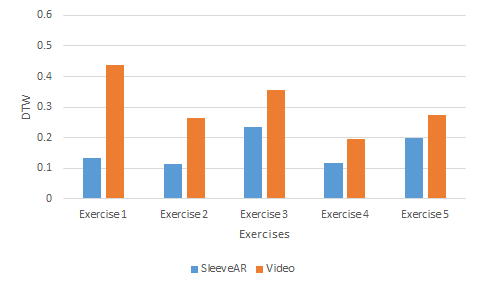 0.6
0.5
0.4
0.3
0.2
0.1
0
DTW
Exercise 1 Exercise 2 Exercise 3 Exercise 4 Exercise 5
Exercises
SleeveAR Video